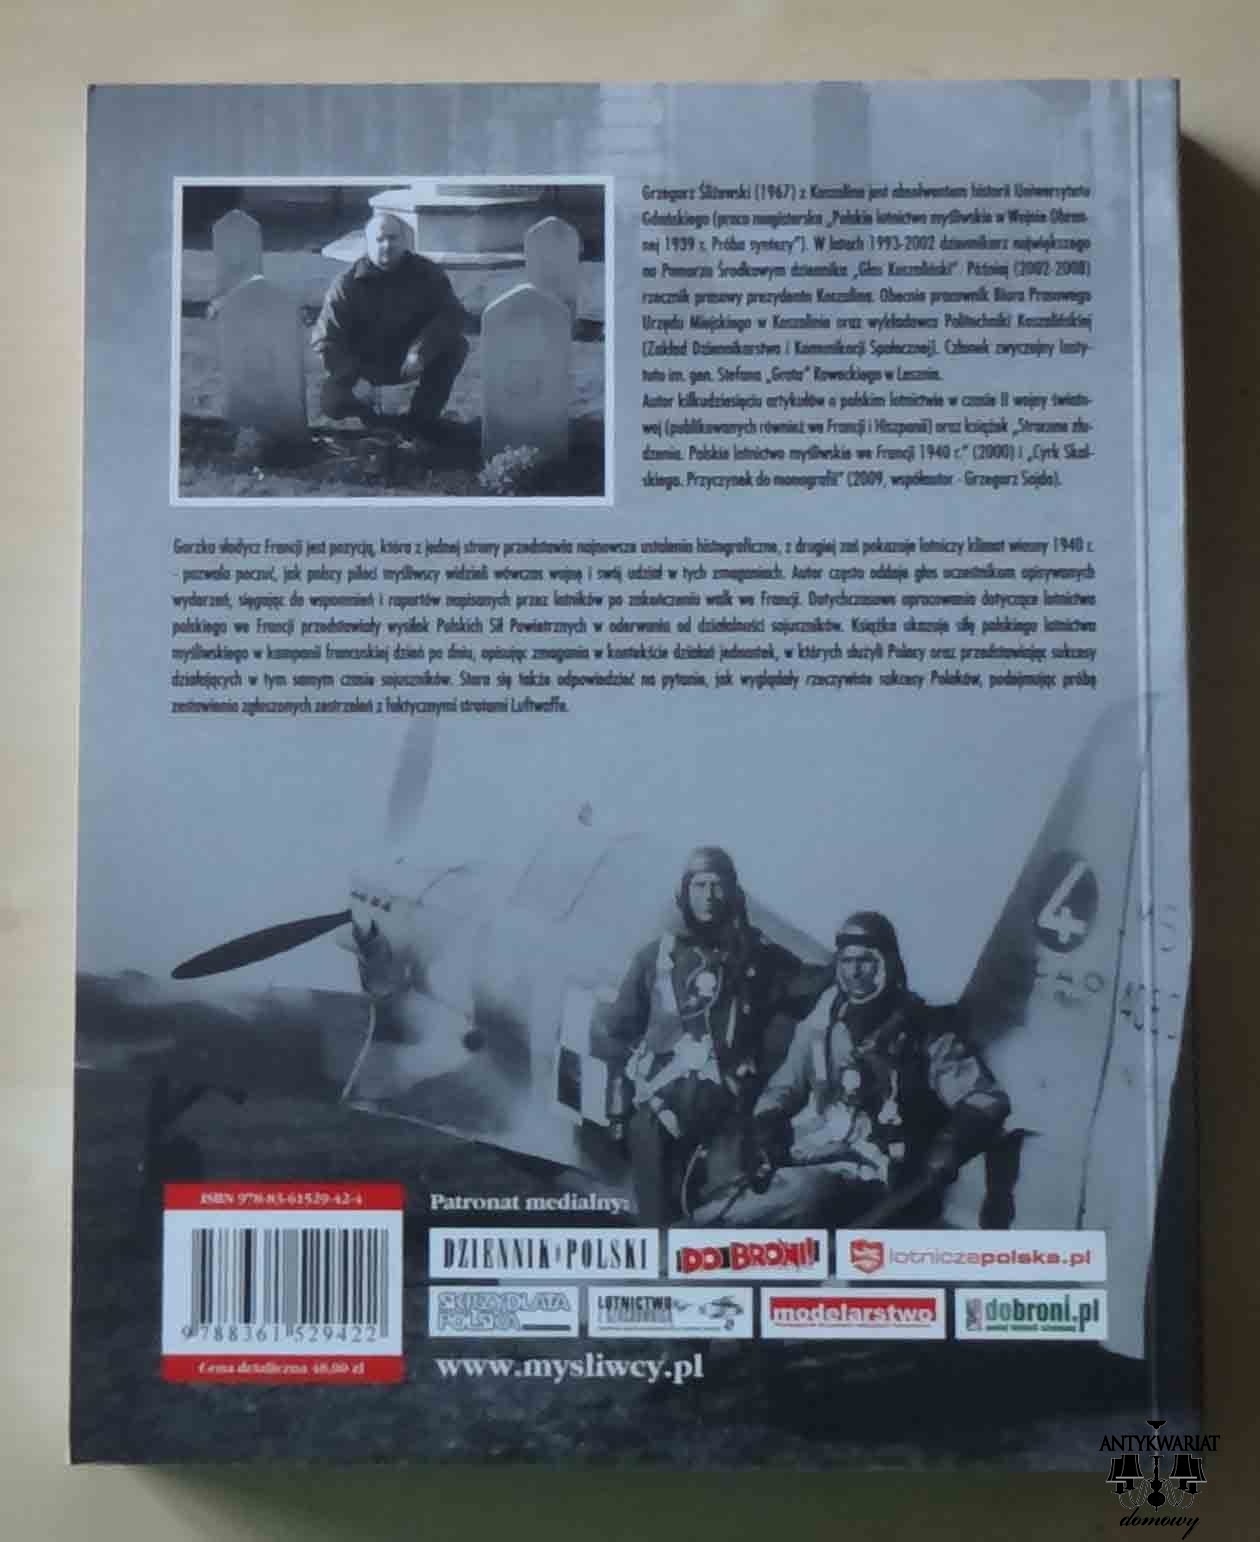 Grzegorz Śliżewski (1967) z Koszalina jest absolwentem historii Uniwersytetu
Gdańskiego (praca magisterska „Polskie lotnictwo myśliwskie w Wojnie Obron-
nej 1939 r. Próba syntezy"). W latach 1993-2002 dziennikarz największego
na Pomorzu Środkowym dziennika „Głos Koszaliński". Później (2002-2008)
rzecznik prasowy prezydenta Koszalina. Obecnie pracownik Biura Prasowego
Urzędu Miejskiego w Koszalinie oraz wykładowca Politechniki Koszalińskiej
(Zakład Dziennikarstwa i Komunikacji Społecznej). Członek zwyczajny Insty-
tutu im. gen. Stefana „Grota" Roweckiego w Lesznie.
Autor kilkudziesięciu artykułów o polskim lotnictwie w czasie II wojny świato-
wej (publikowanych również we Francji i Hiszpanii) oraz książek „Stracone złu-
dzenia. Polskie lotnictwo myśliwskie we Francji 1940 r." (2000) i „Cyrk Skal-
skiego. Przyczynek do monografii" (2009, współautor - Grzegorz Sojda).
Gorzka słodycz Francji jest pozycją, która z jednej strony przedstawia najnowsze ustalenia histograficzne, z drugiej zaś pokazuje lotniczy klimat wiosny 1940 r.
- pozwala poczuć, jak polscy piloci myśliwscy widzieli wówczas wojnę i swój udział w tych zmaganiach. Autor często oddaje głos uczestnikom opisywanych
wydarzeń, sięgając do wspomnień i raportów napisanych przez lotników po zakończeniu walk we Francji. Dotychczasowe opracowania dotyczące lotnictwa
polskiego we Francji przedstawiały wysiłek Polskich Sił Powietrznych w oderwaniu od działalności sojuszników. Książka ukazuje siłę polskiego lotnictwa
myśliwskiego w kampanii francuskiej dzień po dniu, opisując zmagania w kontekście działań jednostek, w których służyli Polacy oraz przedstawiając sukcesy
działających w tym samym czasie sojuszników. Stara się także odpowiedzieć na pytanie, jak wyglądały rzeczywiste sukcesy Polaków, podejmując próbę
zestawienia zgłoszonych zestrzeleń z faktycznymi stratami Luftwaffe.
4
ISBN 978-83-61529-42-4
9 788361 529422
Cena detaliczna 48,00 zł
Patronat medialny:
DZIENNIK POLSKI
DO BRONI!
lotniczapolska.pl
SKRZYDLATA
POLSKA
LOTNICTWO
modelarstwo
dobroni.pl
www.mysliwcy.pl
ANTYKWARIAT
domowy